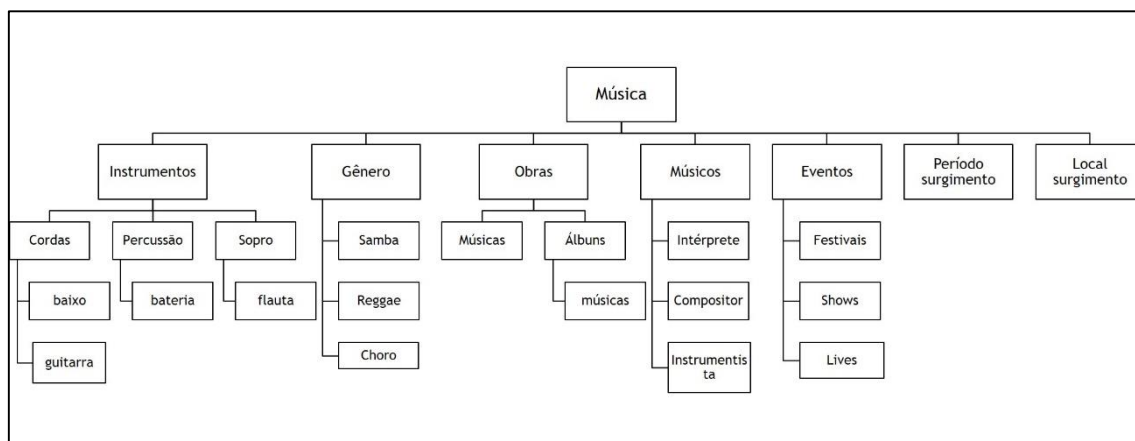 Música
Instrumentos
Gênero
Obras
Músicos
Eventos
Período
surgimento
Local
surgimento
Cordas
Percussão
Sopro
Samba
Músicas
Álbuns
Intérprete
Festivais
baixo
bateria
flauta
Reggae
músicas
Compositor
Shows
guitarra
Choro
Instrumentis
ta
Lives